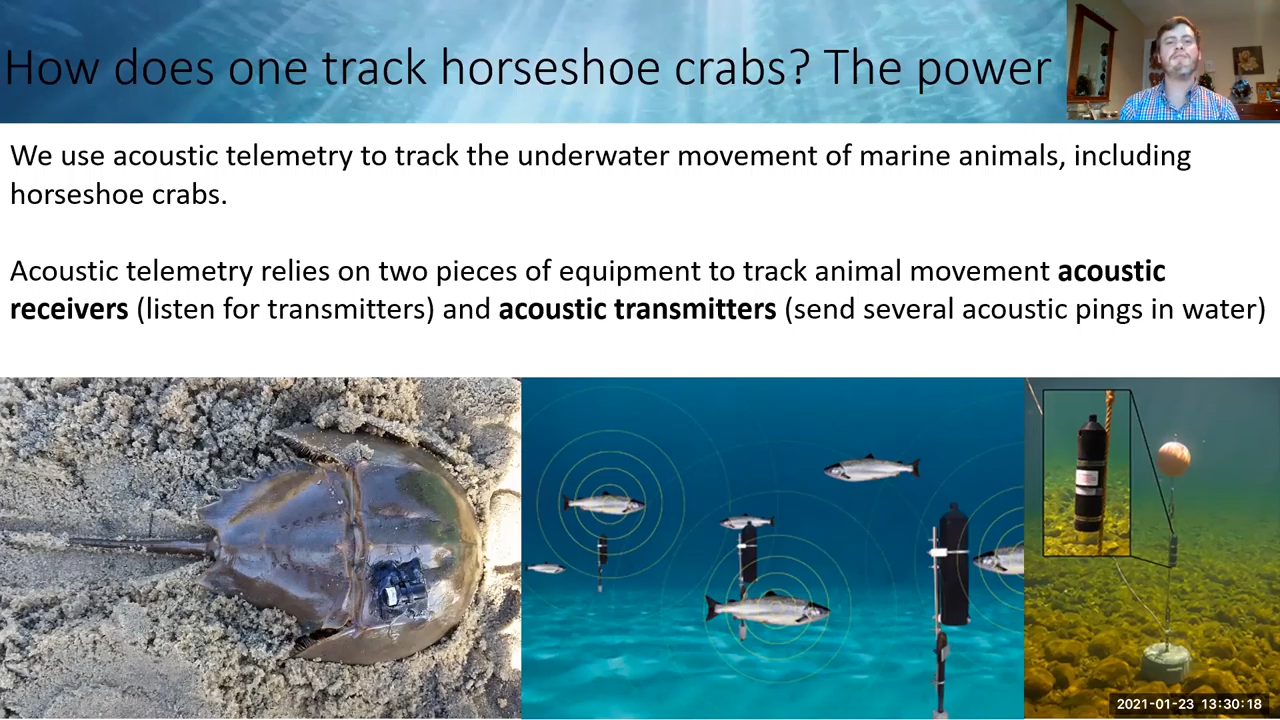 How does one track horseshoe crabs? The power
We use acoustic telemetry to track the underwater movement of marine animals, including
horseshoe crabs.
Acoustic telemetry relies on two pieces of equipment to track animal movement acoustic
receivers (listen for transmitters) and acoustic transmitters (send several acoustic pings in water)
2021-01-23 13:30:18